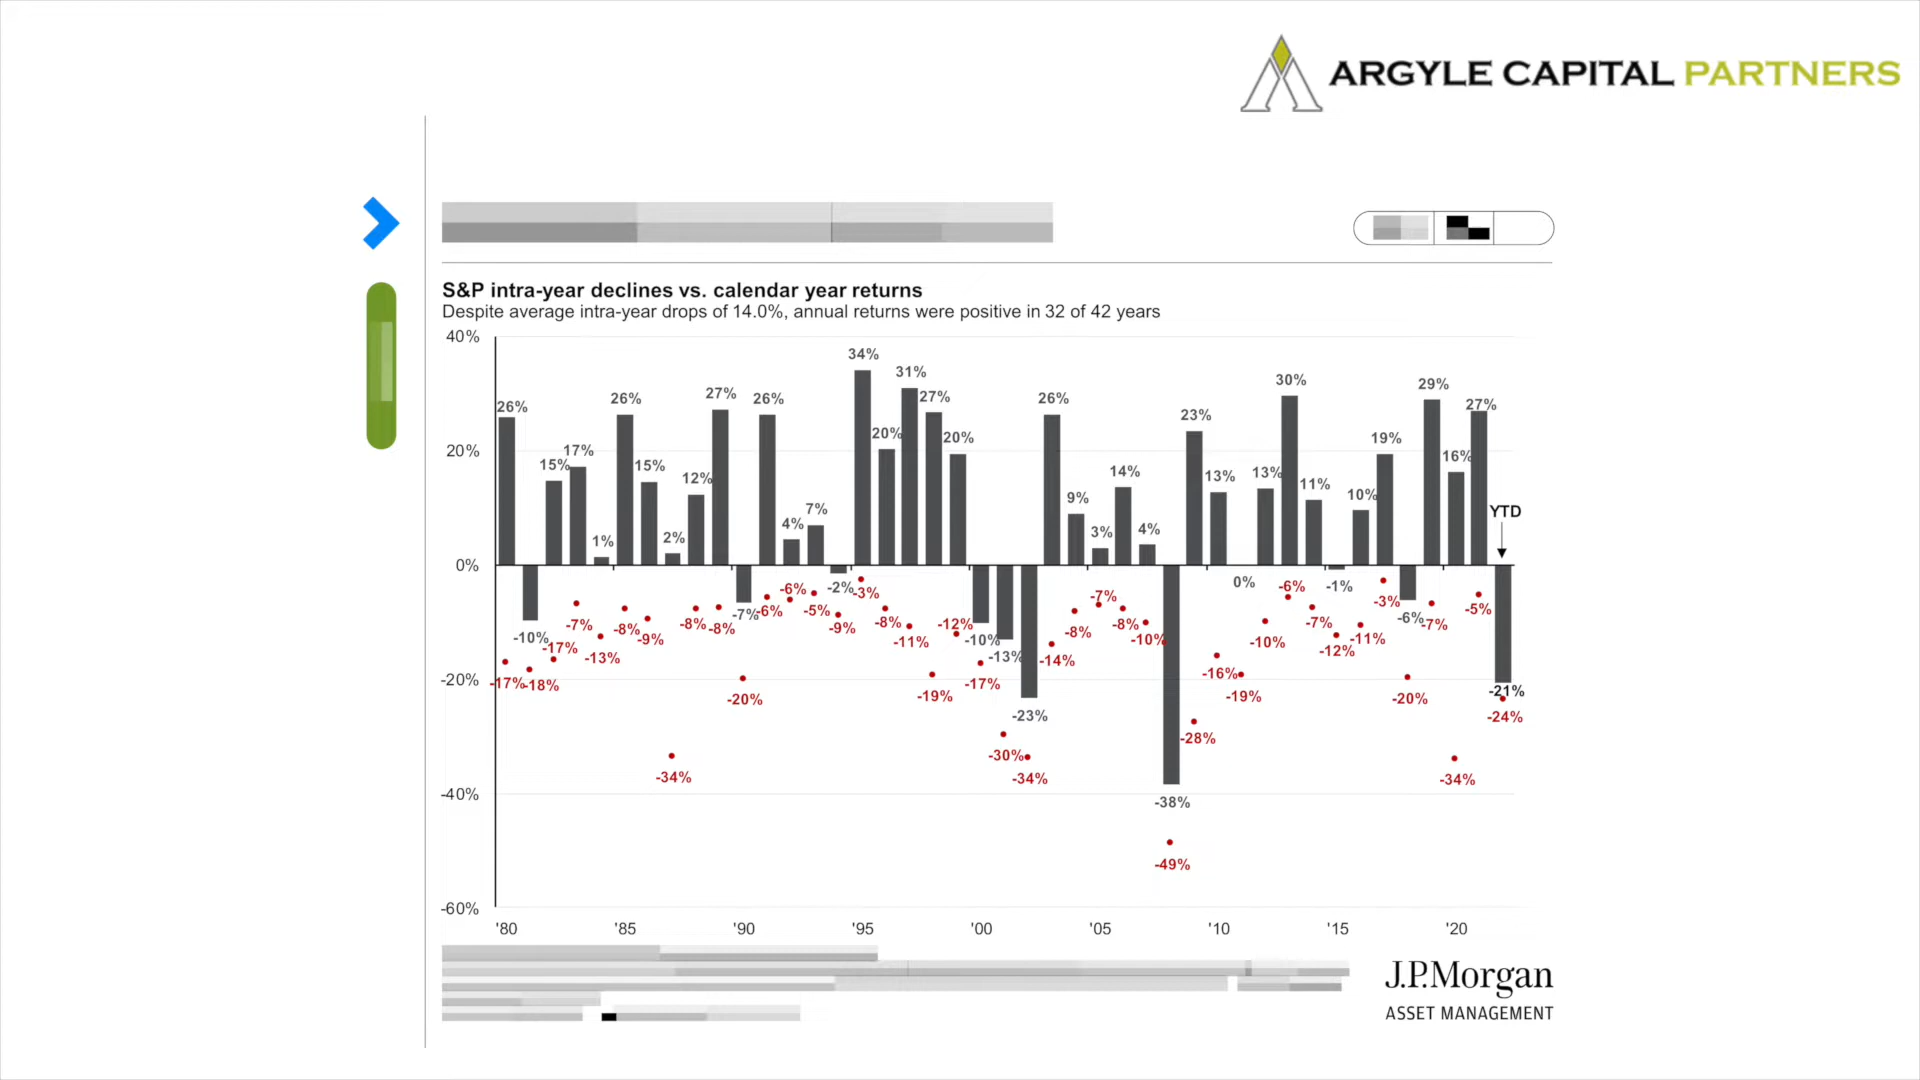 ARGYLE CAPITAL PARTNERS
S&P intra-year declines vs. calendar year returns
Despite average intra-year drops of 14.0%, annual returns were positive in 32 of 42 years
40%
20%
0%
-20%
-40%
-60%
26% -10% 15% 17% 1% 26% 15% 2% 12% 27% -7% 26% 4% 7% -2% 34% 20% 31% 27% 20% -10% -13% -23% 26% 9% 3% 14% 4% -38% 23% 13% 0% 13% 30% 11% -1% 10% 19% -6% 29% 16% 27% -21%
YTD
-17% -18% -17% -7% -13% -8% -9% -34% -8% -8% -20% -6% -6% -5% -9% -3% -8% -11% -19% -12% -17% -30% -34% -14% -8% -7% -8% -10% -49% -28% -16% -19% -10% -6% -7% -12% -11% -3% -20% -7% -34% -5% -24%
'80 '85 '90 '95 '00 '05 '10 '15 '20
J.P.Morgan
ASSET MANAGEMENT